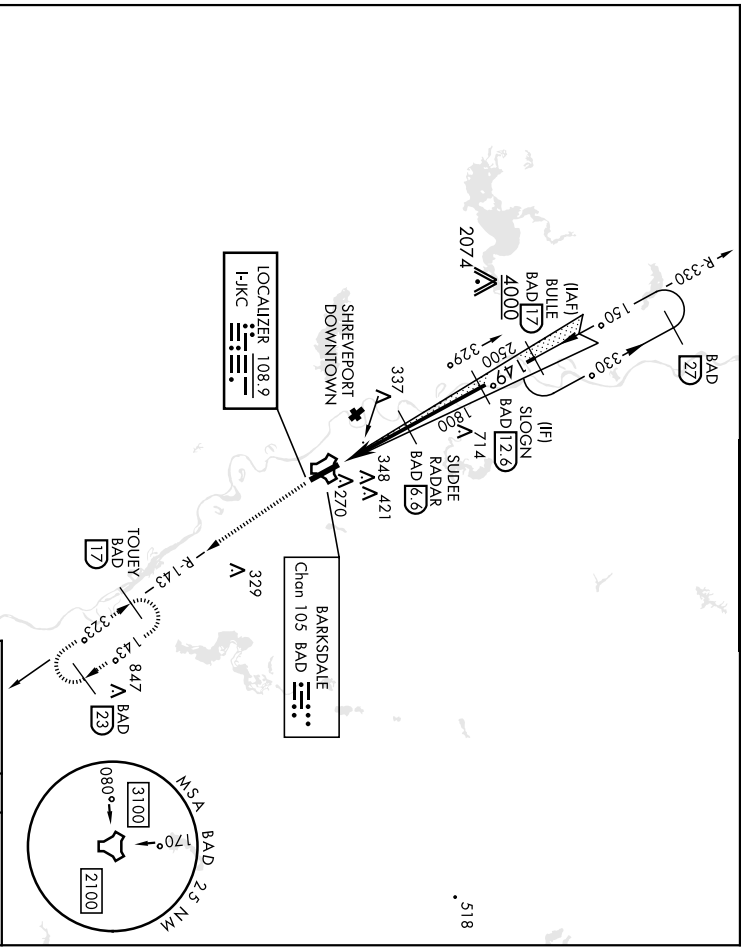 R-330
BAD
27
150°
330°
(IAF)
BULLE
BAD 17
4000
2074
2500
149°
329°
(IF)
SLOGN
BAD 12.6
1800
714
SUDEE
RADAR
BAD 6.6
337
SHREVEPORT
DOWNTOWN
348
421
270
LOCALIZER 108.9
I-JKC
BARKSDALE
Chan 105 BAD
329
R-143
TOUEY
BAD
17
323°
143°
847
BAD
23
MSA BAD 25 NM
3100
080°
170°
2100
518